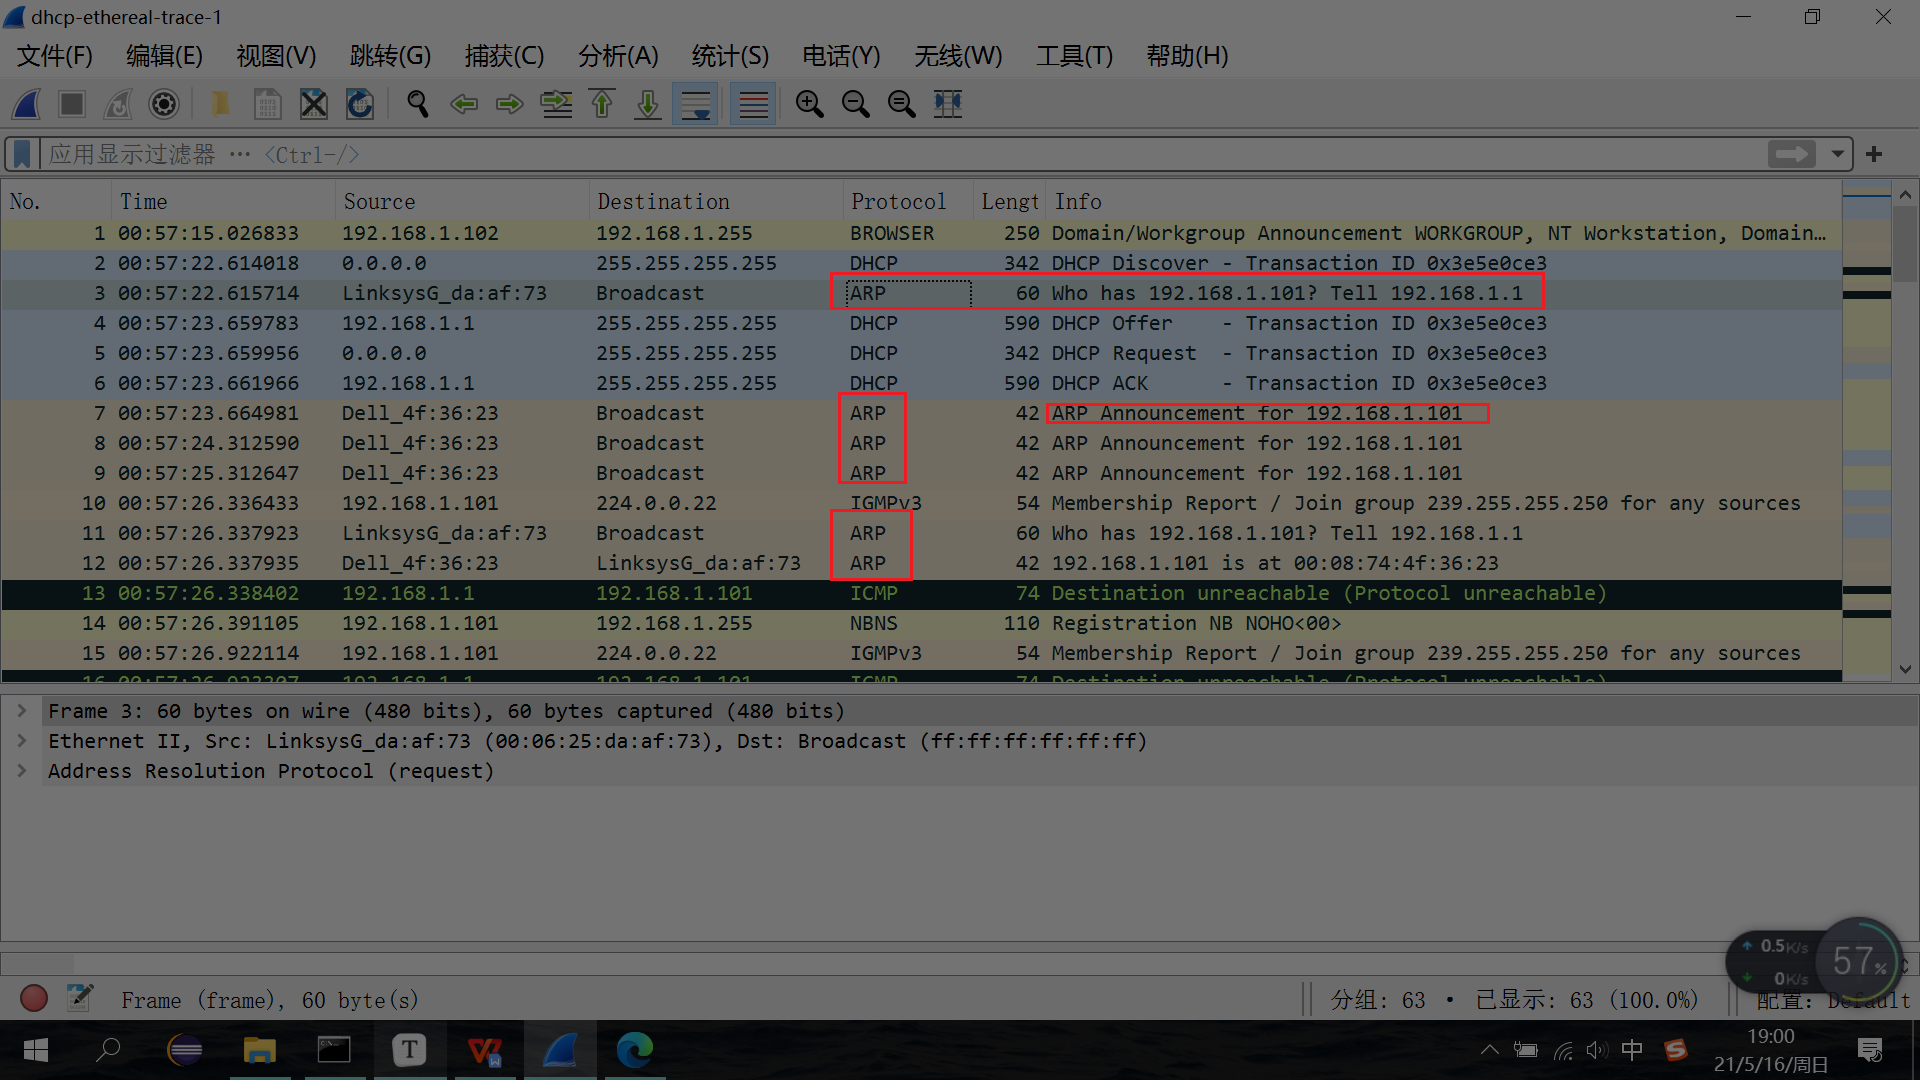 dhcp-ethereal-trace-1
文件(F) 编辑(E) 视图(V) 跳转(G) 捕获(C) 分析(A) 统计(S) 电话(Y) 无线(W) 工具(T) 帮助(H)
应用显示过滤器 ··· <Ctrl-/>
No. Time Source Destination Protocol Lengt Info
1 00:57:15.026833 192.168.1.102 192.168.1.255 BROWSER 250 Domain/Workgroup Announcement WORKGROUP, NT Workstation, Domain…
2 00:57:22.614018 0.0.0.0 255.255.255.255 DHCP 342 DHCP Discover - Transaction ID 0x3e5e0ce3
3 00:57:22.615714 LinksysG_da:af:73 Broadcast ARP 60 Who has 192.168.1.101? Tell 192.168.1.1
4 00:57:23.659783 192.168.1.1 255.255.255.255 DHCP 590 DHCP Offer - Transaction ID 0x3e5e0ce3
5 00:57:23.659956 0.0.0.0 255.255.255.255 DHCP 342 DHCP Request - Transaction ID 0x3e5e0ce3
6 00:57:23.661966 192.168.1.1 255.255.255.255 DHCP 590 DHCP ACK - Transaction ID 0x3e5e0ce3
7 00:57:23.664981 Dell_4f:36:23 Broadcast ARP 42 ARP Announcement for 192.168.1.101
8 00:57:24.312590 Dell_4f:36:23 Broadcast ARP 42 ARP Announcement for 192.168.1.101
9 00:57:25.312647 Dell_4f:36:23 Broadcast ARP 42 ARP Announcement for 192.168.1.101
10 00:57:26.336433 192.168.1.101 224.0.0.22 IGMPv3 54 Membership Report / Join group 239.255.255.250 for any sources
11 00:57:26.337923 LinksysG_da:af:73 Broadcast ARP 60 Who has 192.168.1.101? Tell 192.168.1.1
12 00:57:26.337935 Dell_4f:36:23 LinksysG_da:af:73 ARP 42 192.168.1.101 is at 00:08:74:4f:36:23
13 00:57:26.338402 192.168.1.1 192.168.1.101 ICMP 74 Destination unreachable (Protocol unreachable)
14 00:57:26.391105 192.168.1.101 192.168.1.255 NBNS 110 Registration NB NOHO<00>
15 00:57:26.922114 192.168.1.101 224.0.0.22 IGMPv3 54 Membership Report / Join group 239.255.255.250 for any sources
16 00:57:26.923307 192.168.1.1 192.168.1.101 ICMP 74 Destination unreachable (Protocol unreachable)
Frame 3: 60 bytes on wire (480 bits), 60 bytes captured (480 bits)
Ethernet II, Src: LinksysG_da:af:73 (00:06:25:da:af:73), Dst: Broadcast (ff:ff:ff:ff:ff:ff)
Address Resolution Protocol (request)
0.5K/s
0K/s
57%
Frame (frame), 60 byte(s) 分组: 63 · 已显示: 63 (100.0%) 配置: Default
T W 中 S 19:00
21/5/16/周日